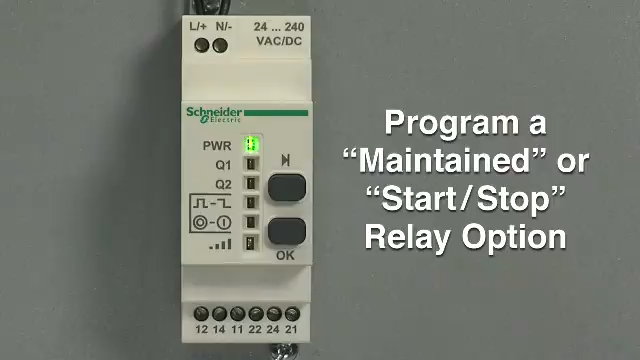 L/+ N/- 24 ... 240
VAC/DC
Schneider
Electric
PWR
Q1
Q2
OK
12 14 11 22 24 21
Program a
“Maintained” or
“Start/Stop”
Relay Option